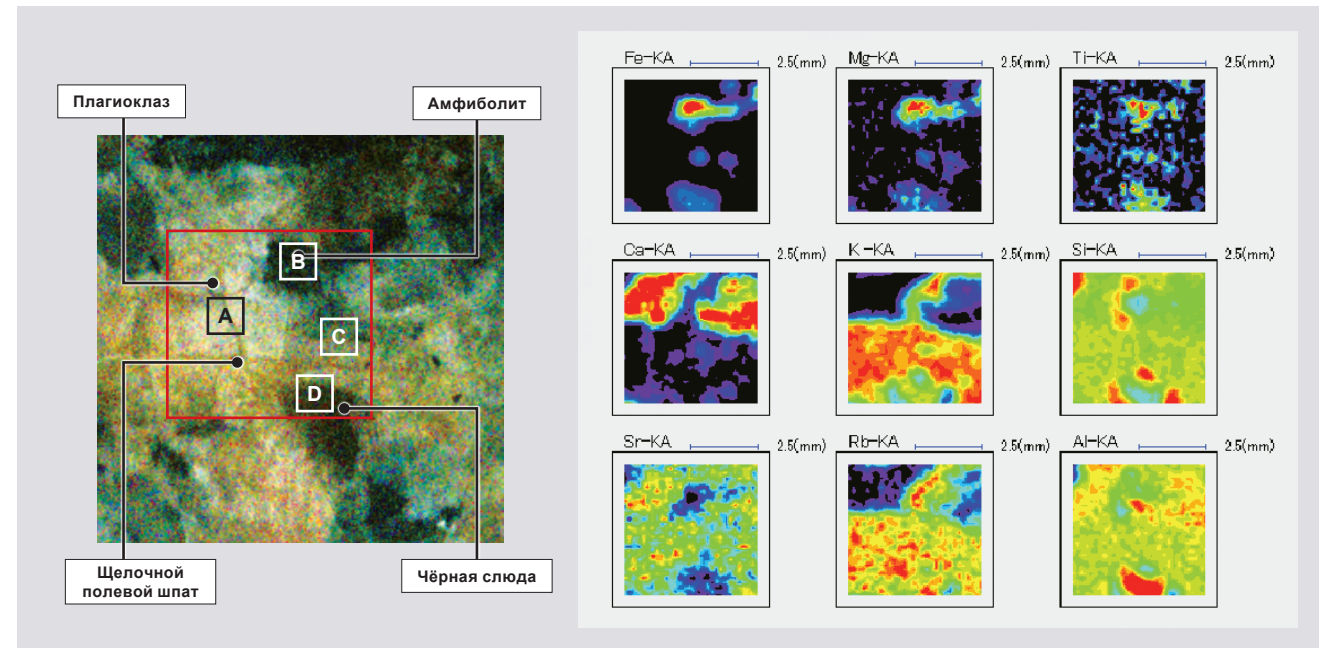 Плагиоклаз
Амфиболит
B
A
C
D
Щелочной
полевой шпат
Чёрная слюда
Fe-KA 2.5(mm)
Mg-KA 2.5(mm)
Ti-KA 2.5(mm)
Ca-KA 2.5(mm)
K -KA 2.5(mm)
Si-KA 2.5(mm)
Sr-KA 2.5(mm)
Rb-KA 2.5(mm)
Al-KA 2.5(mm)